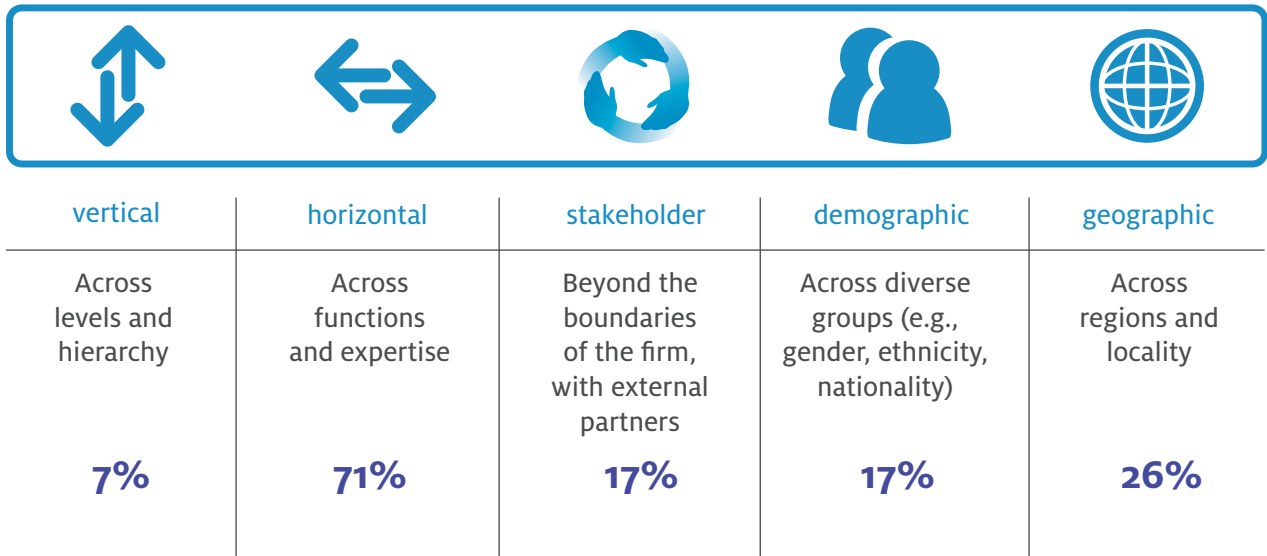 vertical
horizontal
stakeholder
demographic
geographic
Across
levels and
hierarchy
Across
functions
and expertise
Beyond the
boundaries
of the firm,
with external
partners
Across diverse
groups (e.g.,
gender, ethnicity,
nationality)
Across
regions and
locality
7%
71%
17%
17%
26%